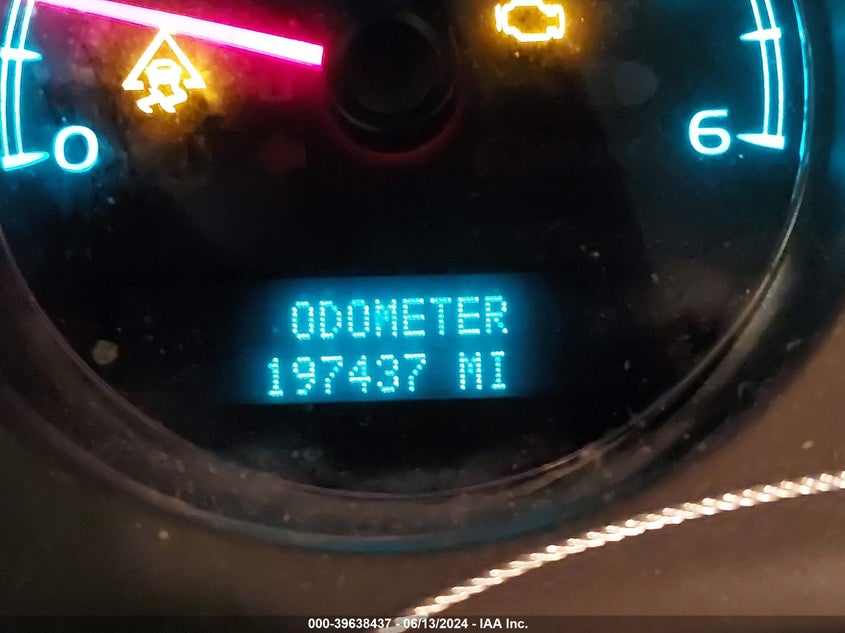 0
6
ODOMETER
197437 MI
000-39638437 - 06/13/2024 - IAA Inc.